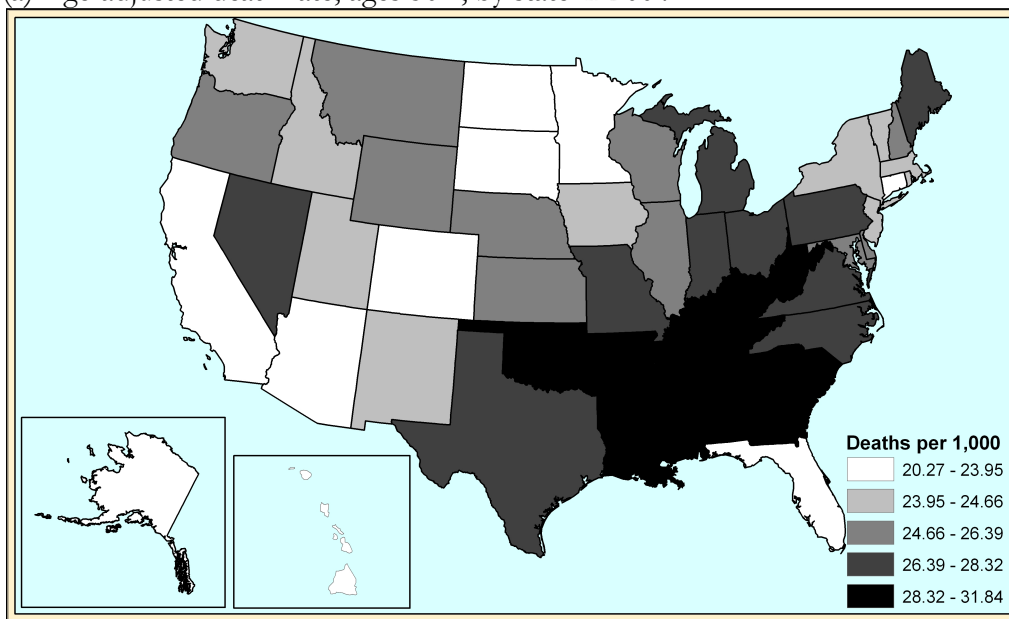 Deaths per 1,000
20.27 - 23.95
23.95 - 24.66
24.66 - 26.39
26.39 - 28.32
28.32 - 31.84